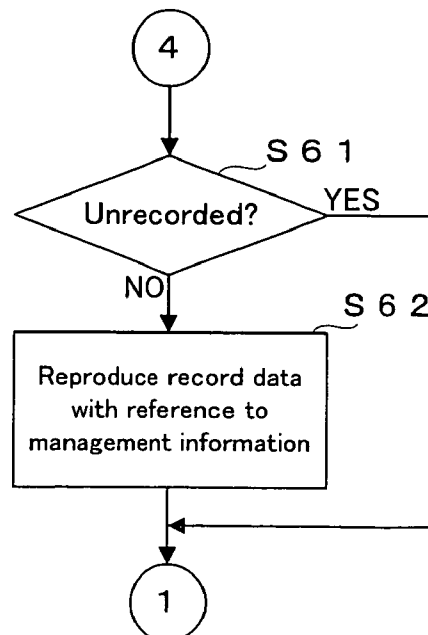 4
S 6 1
Unrecorded?
YES
NO
S 6 2
Reproduce record data
with reference to
management information
1